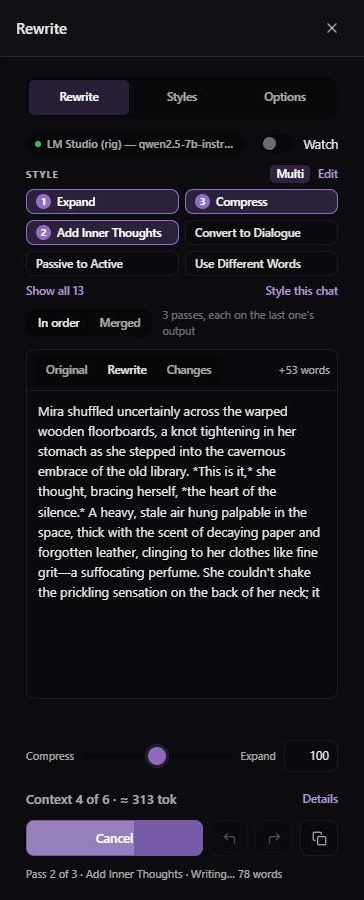 Rewrite
Rewrite Styles Options
LM Studio (rig) — qwen2.5-7b-instr... Watch
STYLE Multi Edit
1 Expand 3 Compress
2 Add Inner Thoughts Convert to Dialogue
Passive to Active Use Different Words
Show all 13 Style this chat
In order Merged 3 passes, each on the last one's
output
Original Rewrite Changes +53 words
Mira shuffled uncertainly across the warped
wooden floorboards, a knot tightening in her
stomach as she stepped into the cavernous
embrace of the old library. *This is it,* she
thought, bracing herself, *the heart of the
silence.* A heavy, stale air hung palpable in the
space, thick with the scent of decaying paper and
forgotten leather, clinging to her clothes like fine
grit—a suffocating perfume. She couldn't shake
the prickling sensation on the back of her neck; it
Compress Expand 100
Context 4 of 6 · ≈ 313 tok Details
Cancel
Pass 2 of 3 · Add Inner Thoughts · Writing... 78 words